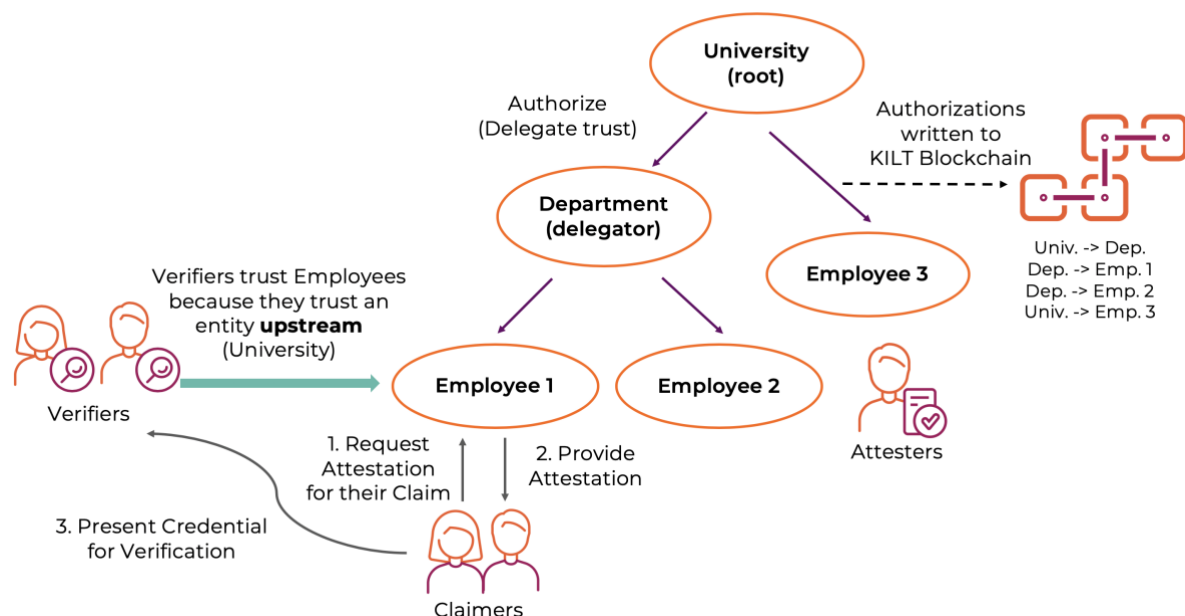 University
(root)
Authorize
(Delegate trust)
Authorizations
written to
KILT Blockchain
Department
(delegator)
Employee 3
Univ. -> Dep.
Dep. -> Emp. 1
Dep. -> Emp. 2
Univ. -> Emp. 3
Verifiers trust Employees
because they trust an
entity upstream
(University)
Verifiers
Employee 1
Employee 2
Attesters
1. Request
Attestation
for their Claim
2. Provide
Attestation
3. Present Credential
for Verification
Claimers